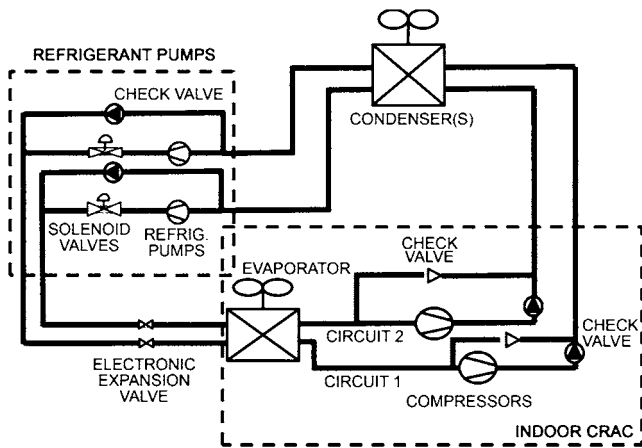 REFRIGERANT PUMPS
CHECK VALVE
CONDENSER(S)
SOLENOID
VALVES
REFRIG.
PUMPS
CHECK
VALVE
EVAPORATOR
CIRCUIT 2
CHECK
VALVE
ELECTRONIC
EXPANSION
VALVE
CIRCUIT 1
COMPRESSORS
INDOOR CRAC